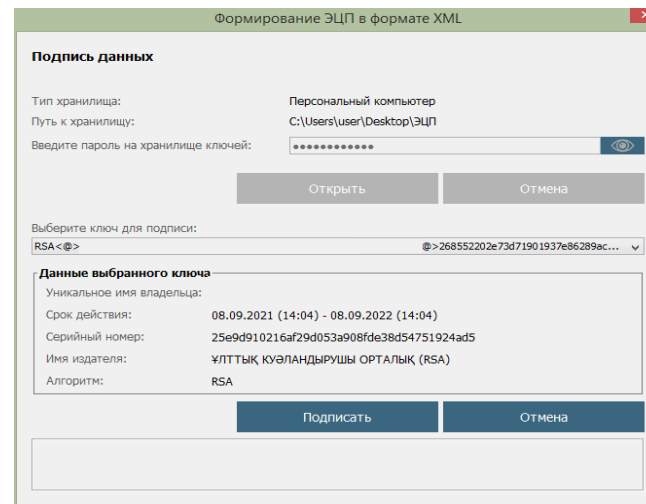 Формирование ЭЦП в формате XML
Подпись данных
Тип хранилища: Персональный компьютер
Путь к хранилищу: C:\Users\user\Desktop\ЭЦП
Введите пароль на хранилище ключей: ••••••••••••
Открыть Отмена
Выберите ключ для подписи:
RSA<@> @>268552202e73d71901937e86289ac...
Данные выбранного ключа
Уникальное имя владельца:
Срок действия: 08.09.2021 (14:04) - 08.09.2022 (14:04)
Серийный номер: 25e9d910216af29d053a908fde38d54751924ad5
Имя издателя: ҰЛТТЫҚ КУӘЛАНДЫРУШЫ ОРТАЛЫҚ (RSA)
Алгоритм: RSA
Подписать Отмена